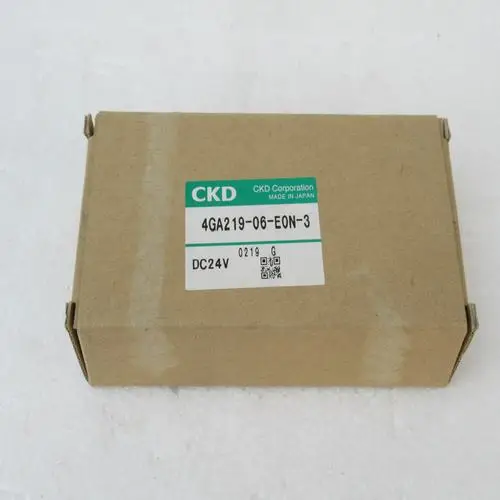 CKD
CKD Corporation
MADE IN JAPAN
4GA219-06-E0N-3
0219 G
DC24V